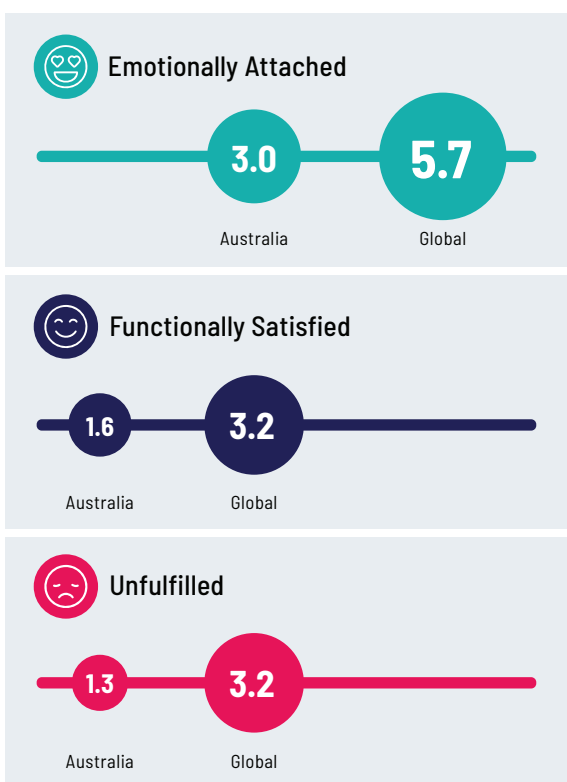 Emotionally Attached
3.0
5.7
Australia
Global
Functionally Satisfied
1.6
3.2
Australia
Global
Unfulfilled
1.3
3.2
Australia
Global